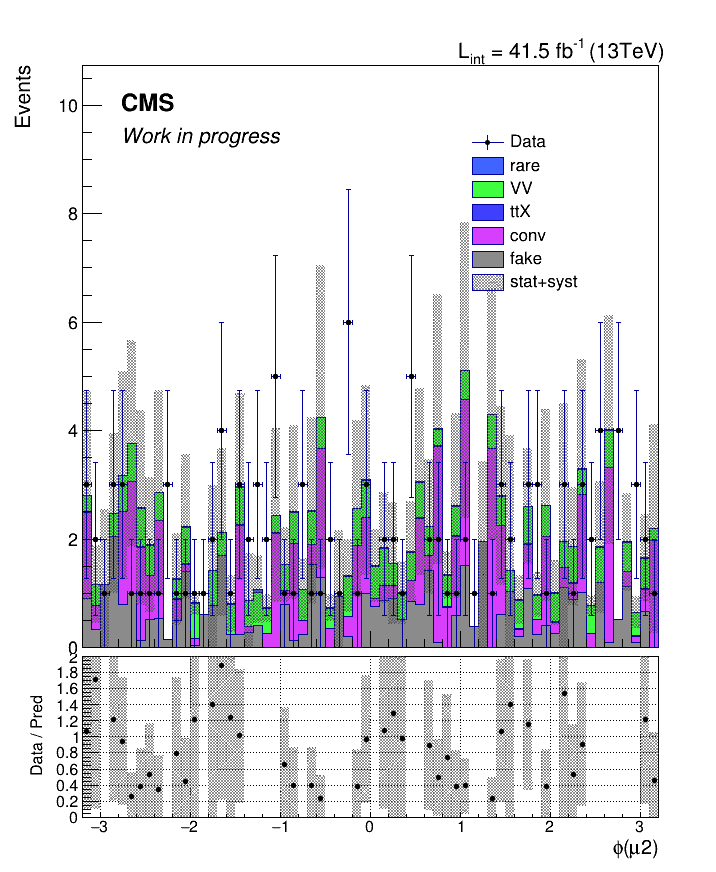 L_int = 41.5 fb⁻¹ (13TeV)
Events
CMS
Work in progress
Data
rare
VV
ttX
conv
fake
stat+syst
10
8
6
4
2
0
Data / Pred
2
1.8
1.6
1.4
1.2
1
0.8
0.6
0.4
0.2
0
−3 −2 −1 0 1 2 3
ϕ(μ2)